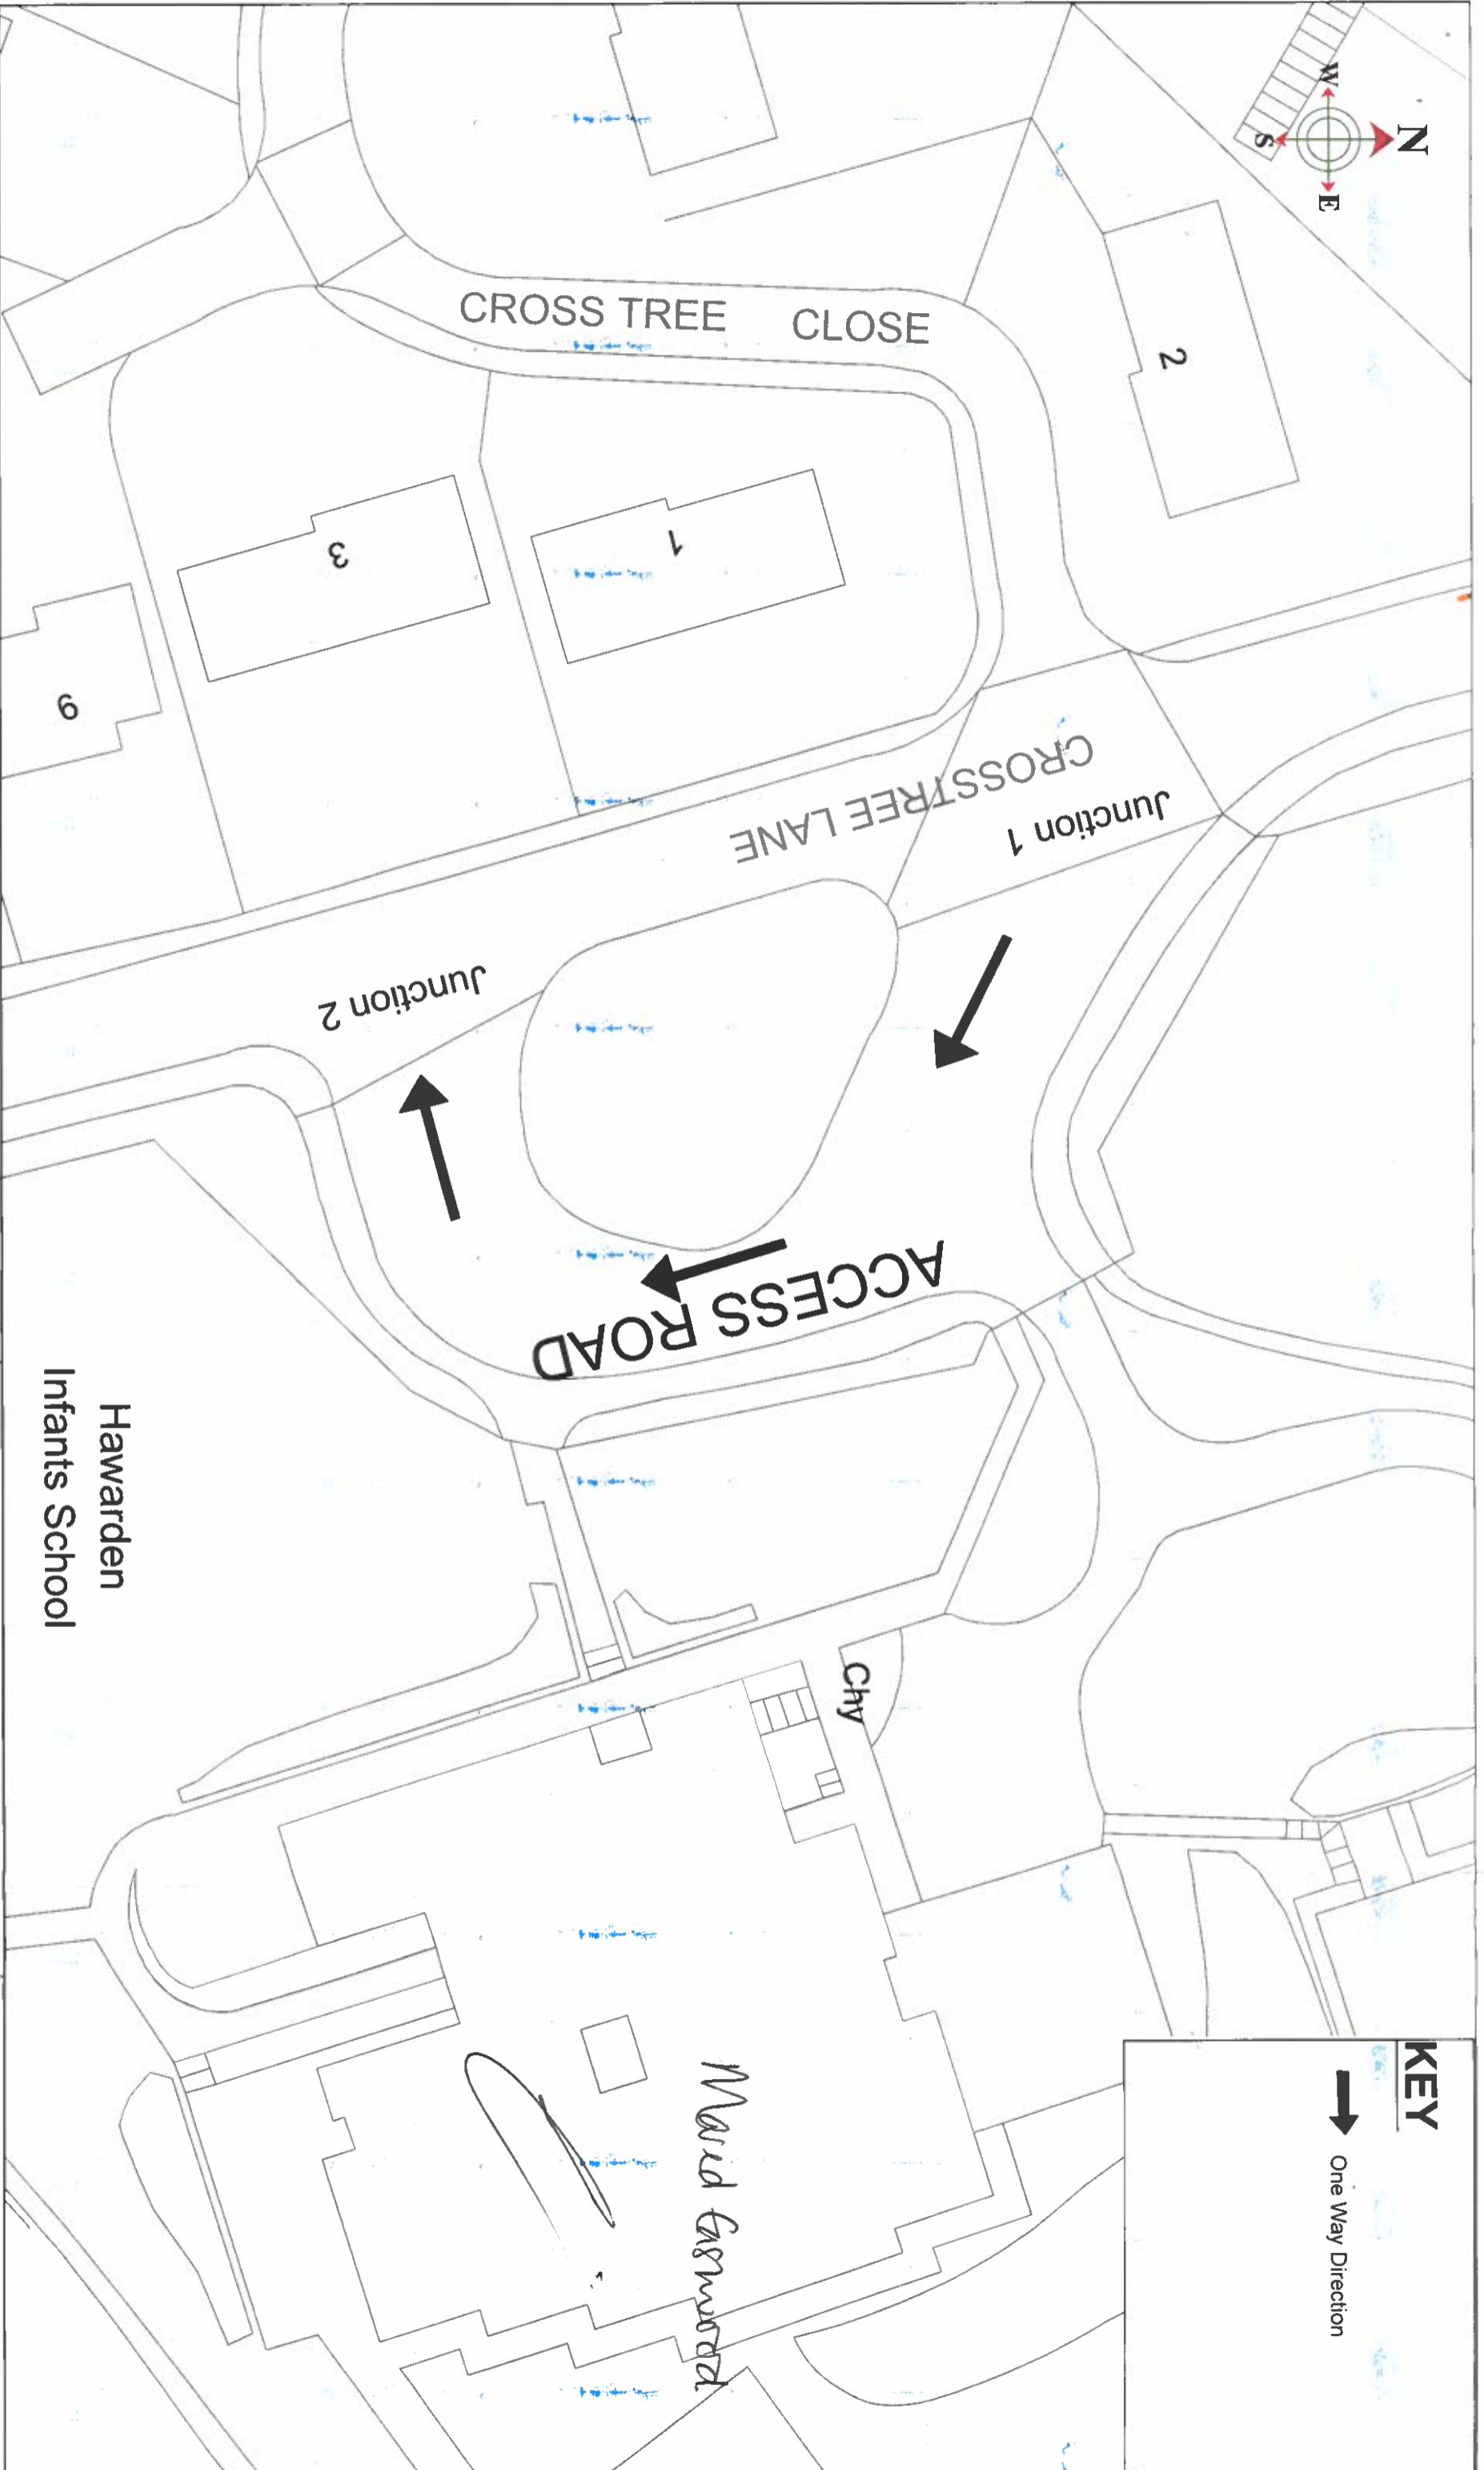 N
W
E
S
KEY
One Way Direction
2
CROSS TREE CLOSE
1
3
9
CROSSTREE LANE
Junction 1
Junction 2
ACCESS ROAD
Chy
Hawarden
Infants School